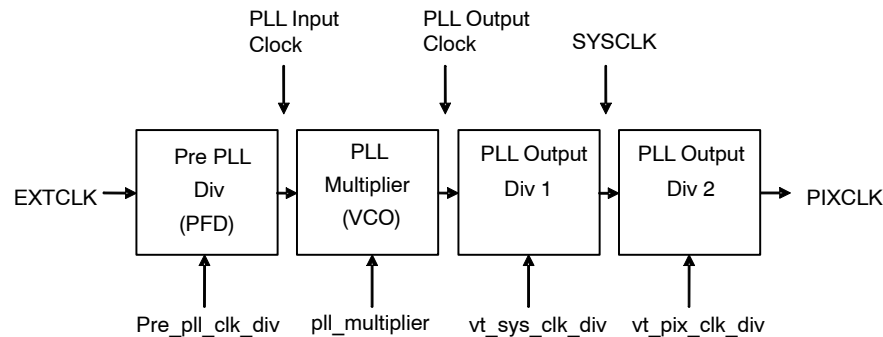 PLL Input
Clock
PLL Output
Clock
SYSCLK
EXTCLK
Pre PLL
Div
(PFD)
PLL
Multiplier
(VCO)
PLL Output
Div 1
PLL Output
Div 2
PIXCLK
Pre_pll_clk_div
pll_multiplier
vt_sys_clk_div
vt_pix_clk_div